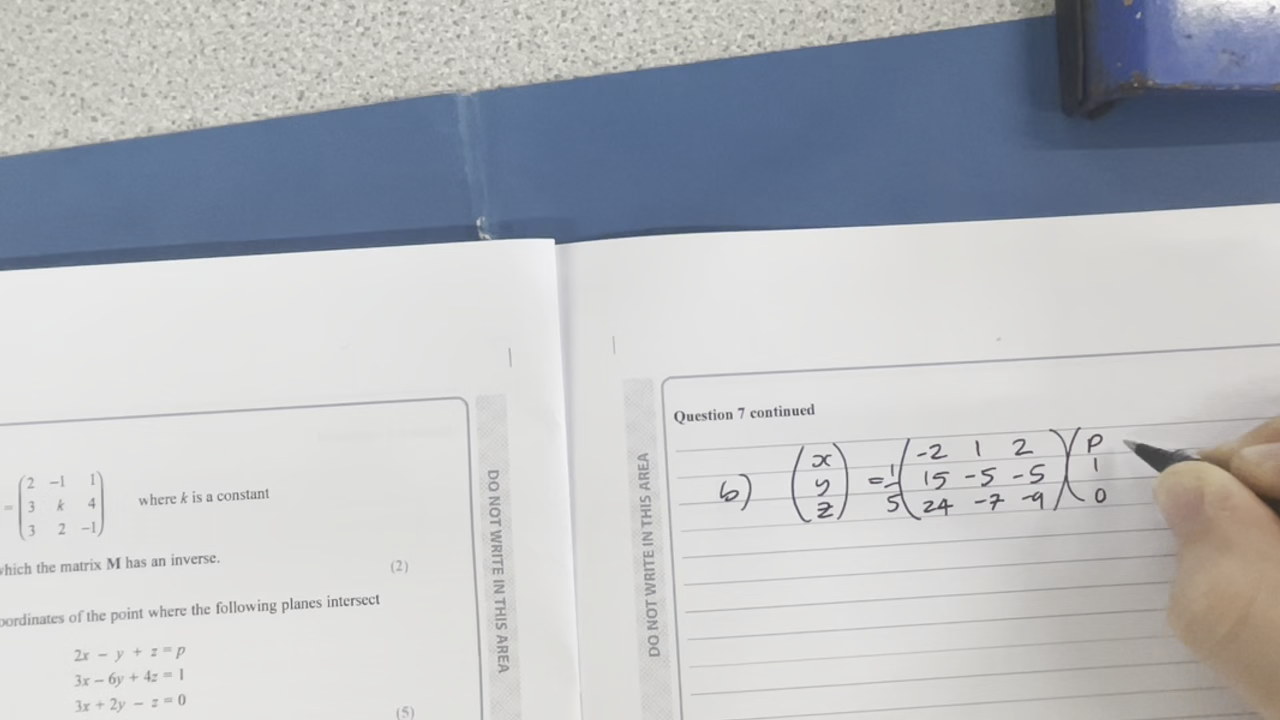 = (2 −1 1
3 k 4
3 2 −1) where k is a constant
which the matrix M has an inverse.
(2)
oordinates of the point where the following planes intersect
2x − y + z = p
3x − 6y + 4z = 1
3x + 2y − z = 0
(5)
DO NOT WRITE IN THIS AREA
DO NOT WRITE IN THIS AREA
Question 7 continued
b) (x y z) = 1/5 (-2 1 2
15 -5 -5
24 -7 -9) (p
1
0